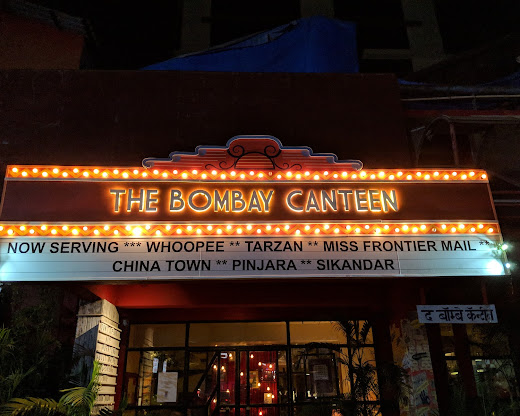 THE BOMBAY CANTEEN
NOW SERVING *** WHOOPEE ** TARZAN ** MISS FRONTIER MAIL **
CHINA TOWN ** PINJARA ** SIKANDAR
द बॉम्बे कॅन्टीन